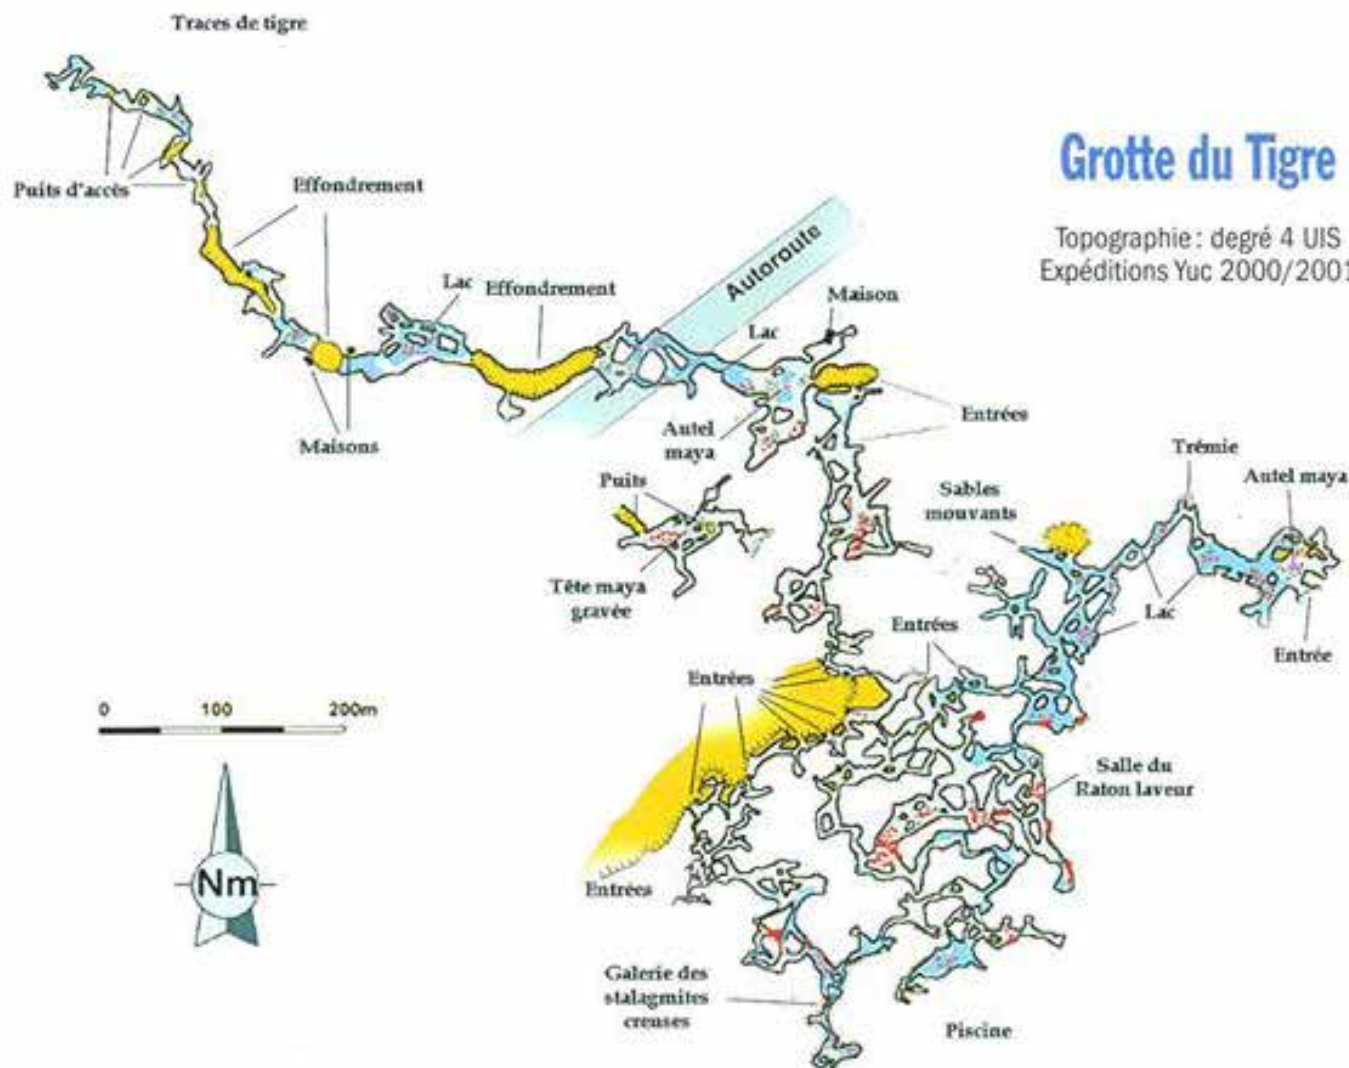 Traces de tigre
Grotte du Tigre
Topographie : degré 4 UIS
Expéditions Yuc 2000/2001
Puits d'accès
Effondrement
Lac
Effondrement
Autoroute
Maison
Lac
Maisons
Autel
maya
Entrées
Trémie
Autel maya
Puits
Sables
mouvants
Tête maya
gravée
Lac
Entrées
Entrée
Entrées
0 100 200m
Salle du
Raton laveur
Nm
Entrées
Galerie des
stalagmites
creuses
Piscine